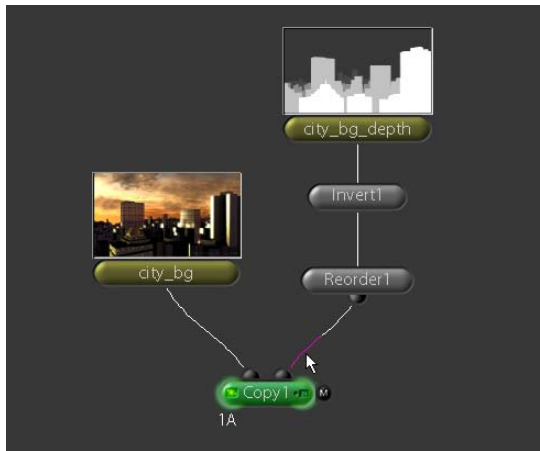 city_bg_depth
Invert1
city_bg
Reorder1
Copy1
M
1A